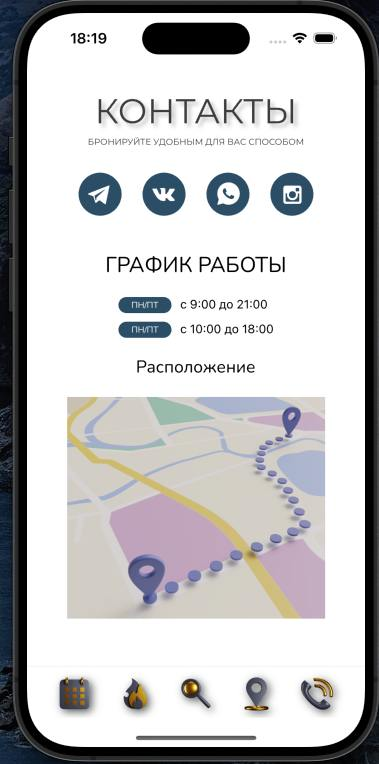 18:19
КОНТАКТЫ
БРОНИРУЙТЕ УДОБНЫМ ДЛЯ ВАС СПОСОБОМ
ГРАФИК РАБОТЫ
ПН/ПТ с 9:00 до 21:00
ПН/ПТ с 10:00 до 18:00
Расположение